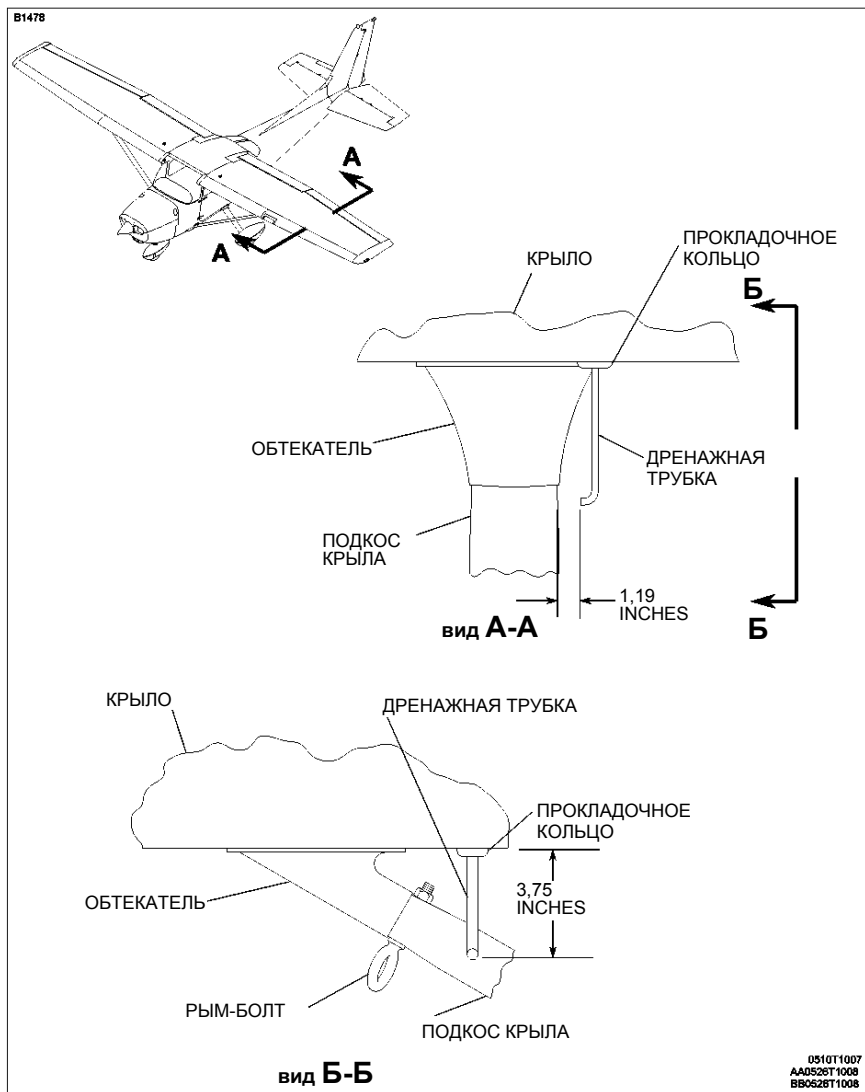 B1478
A
A
КРЫЛО
ПРОКЛАДОЧНОЕ
КОЛЬЦО
Б
ОБТЕКАТЕЛЬ
ДРЕНАЖНАЯ
ТРУБКА
ПОДКОС
КРЫЛА
1,19
INCHES
вид А-А
Б
КРЫЛО
ДРЕНАЖНАЯ ТРУБКА
ПРОКЛАДОЧНОЕ
КОЛЬЦО
3,75
INCHES
ОБТЕКАТЕЛЬ
РЫМ-БОЛТ
ПОДКОС КРЫЛА
вид Б-Б
0510T1007
AA0526T1008
BB0526T1008